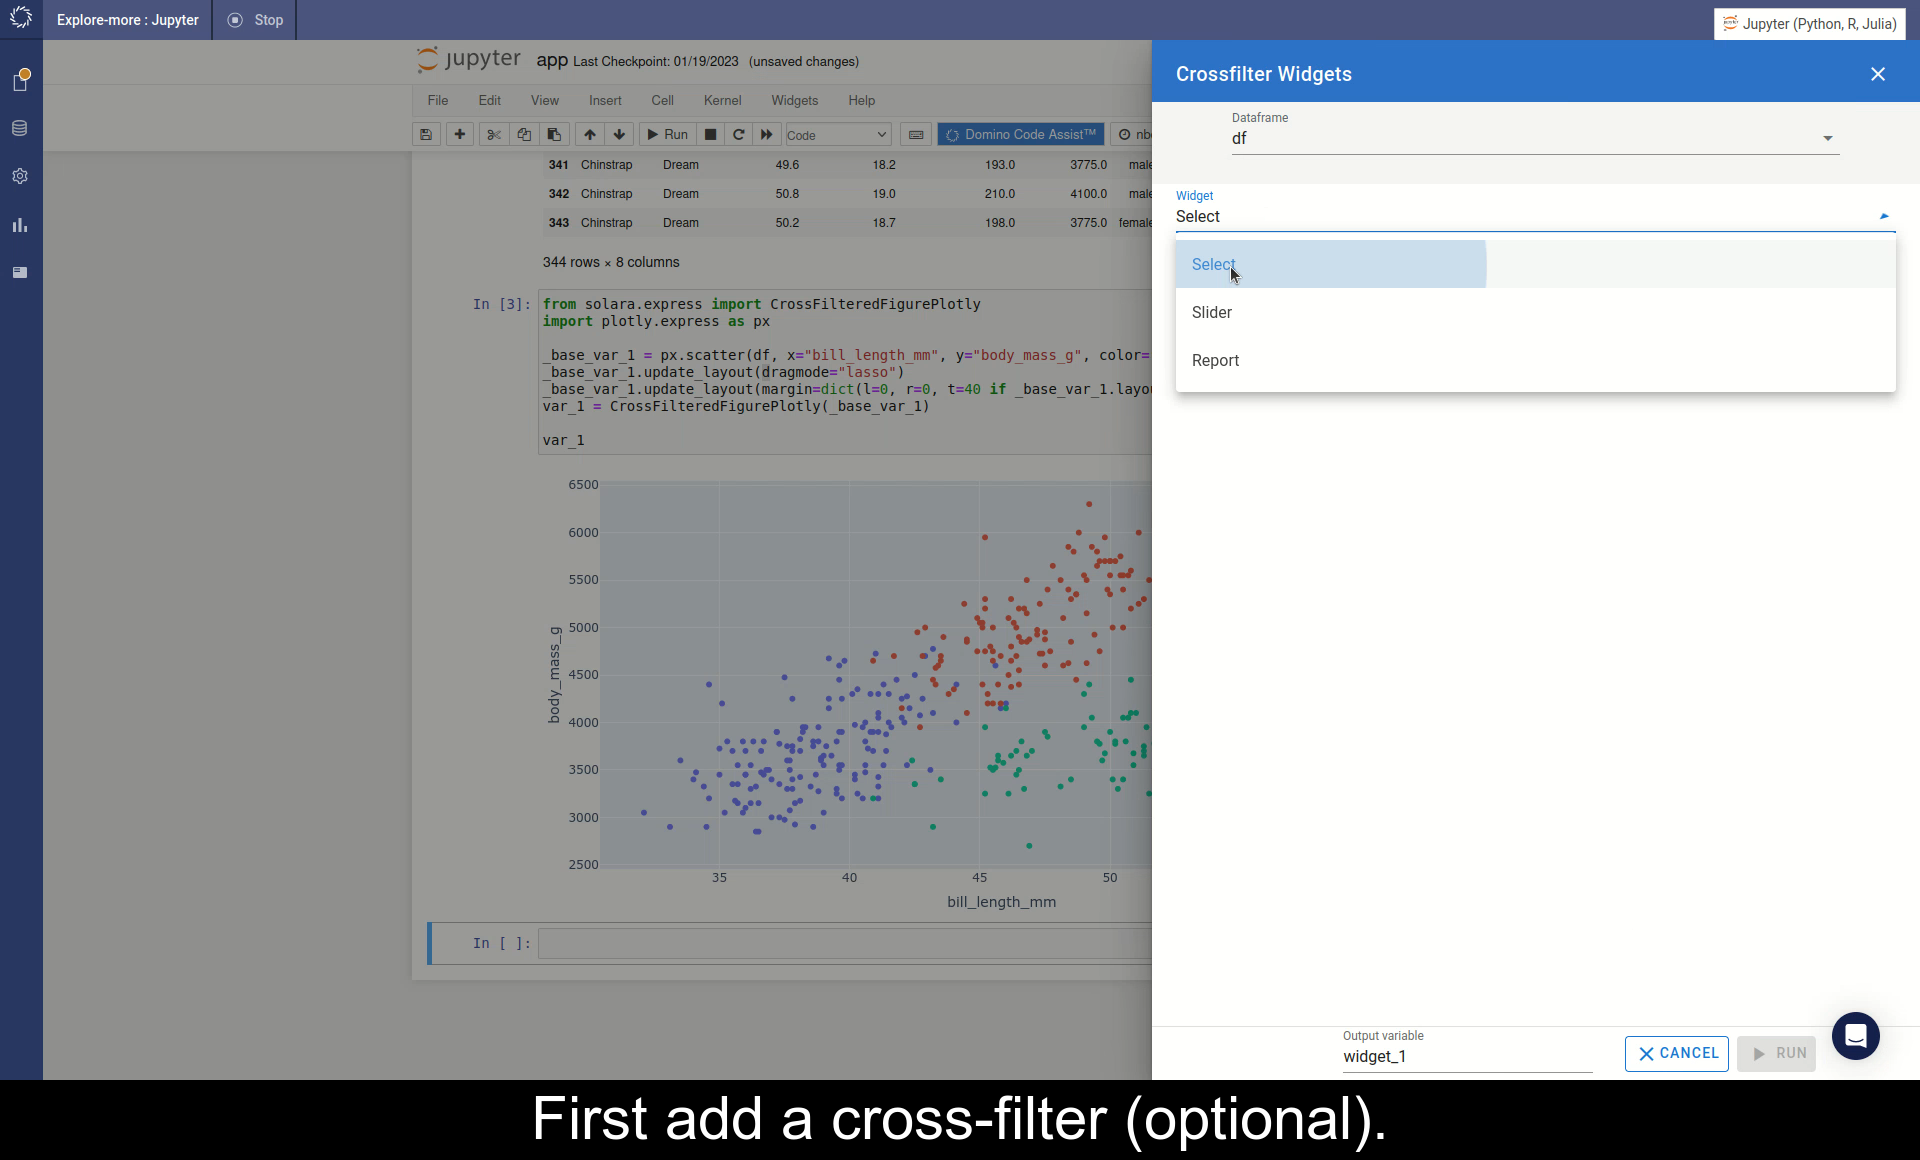 Explore-more : Jupyter
Stop
Jupyter (Python, R, Julia)
jupyter app Last Checkpoint: 01/19/2023 (unsaved changes)
File Edit View Insert Cell Kernel Widgets Help
Run Code Domino Code Assist™
341 Chinstrap Dream 49.6 18.2 193.0 3775.0
342 Chinstrap Dream 50.8 19.0 210.0 4100.0
343 Chinstrap Dream 50.2 18.7 198.0 3775.0 female
344 rows × 8 columns
In [3]:
from solara.express import CrossFilteredFigurePlotly
import plotly.express as px
_base_var_1 = px.scatter(df, x="bill_length_mm", y="body_mass_g", color=
_base_var_1.update_layout(dragmode="lasso")
_base_var_1.update_layout(margin=dict(l=0, r=0, t=40 if _base_var_1.layo
var_1 = CrossFilteredFigurePlotly(_base_var_1)
var_1
6500
6000
5500
5000
4500
4000
3500
3000
2500
body_mass_g
35 40 45 50
bill_length_mm
In [ ]:
Crossfilter Widgets
Dataframe
df
Widget
Select
Select
Slider
Report
Output variable
widget_1
CANCEL
RUN
First add a cross-filter (optional).